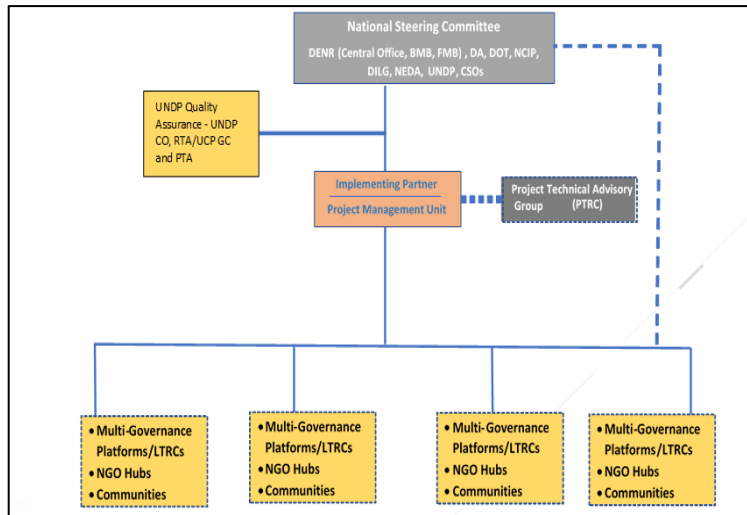 National Steering Committee
DENR (Central Office, BMB, FMB) , DA, DOT, NCIP,
DILG, NEDA, UNDP, CSOs
UNDP Quality
Assurance - UNDP
CO, RTA/UCP GC
and PTA
Implementing Partner
Project Management Unit
Project Technical Advisory
Group (PTRC)
• Multi-Governance
Platforms/LTRCs
• NGO Hubs
• Communities
• Multi-Governance
Platforms/LTRCs
• NGO Hubs
• Communities
• Multi-Governance
Platforms/LTRCs
• NGO Hubs
• Communities
• Multi-Governance
Platforms/LTRCs
• NGO Hubs
• Communities